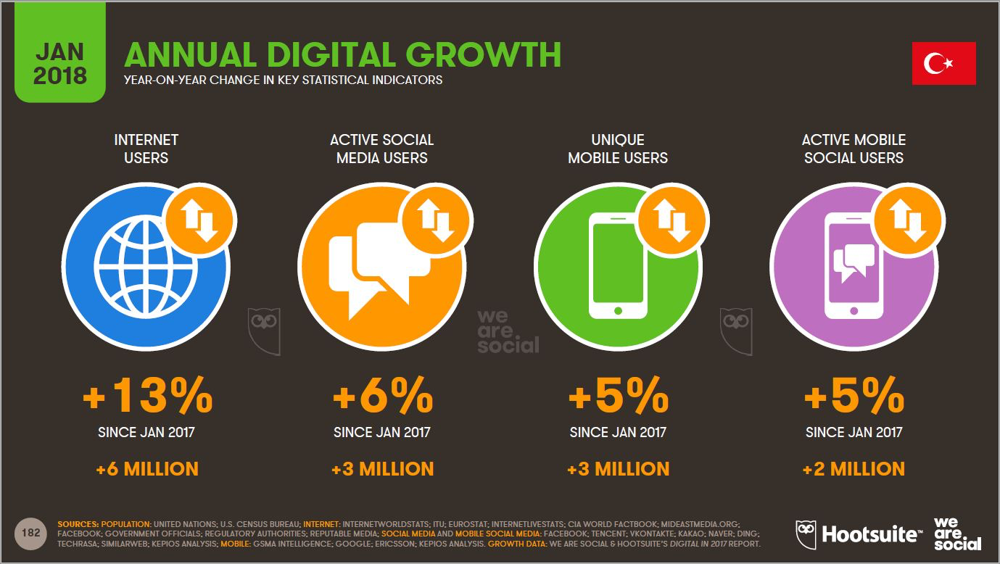 JAN
2018
ANNUAL DIGITAL GROWTH
YEAR-ON-YEAR CHANGE IN KEY STATISTICAL INDICATORS
INTERNET
USERS
ACTIVE SOCIAL
MEDIA USERS
UNIQUE
MOBILE USERS
ACTIVE MOBILE
SOCIAL USERS
we
are
social
+13%
SINCE JAN 2017
+6 MILLION
+6%
SINCE JAN 2017
+3 MILLION
+5%
SINCE JAN 2017
+3 MILLION
+5%
SINCE JAN 2017
+2 MILLION
182
SOURCES: POPULATION: UNITED NATIONS; U.S. CENSUS BUREAU; INTERNET: INTERNETWORLDSTATS; ITU; EUROSTAT; INTERNETLIVESTATS; CIA WORLD FACTBOOK; MIDEASTMEDIA.ORG;
FACEBOOK; GOVERNMENT OFFICIALS; REGULATORY AUTHORITIES; REPUTABLE MEDIA; SOCIAL MEDIA AND MOBILE SOCIAL MEDIA: FACEBOOK; TENCENT; VKONTAKTE; KAKAO; NAVER; DING;
TECHRASA; SIMILARWEB; KEPIOS ANALYSIS; MOBILE: GSMA INTELLIGENCE; GOOGLE; ERICSSON; KEPIOS ANALYSIS. GROWTH DATA: WE ARE SOCIAL & HOOTSUITE'S DIGITAL IN 2017 REPORT.
Hootsuite™
we
are
social